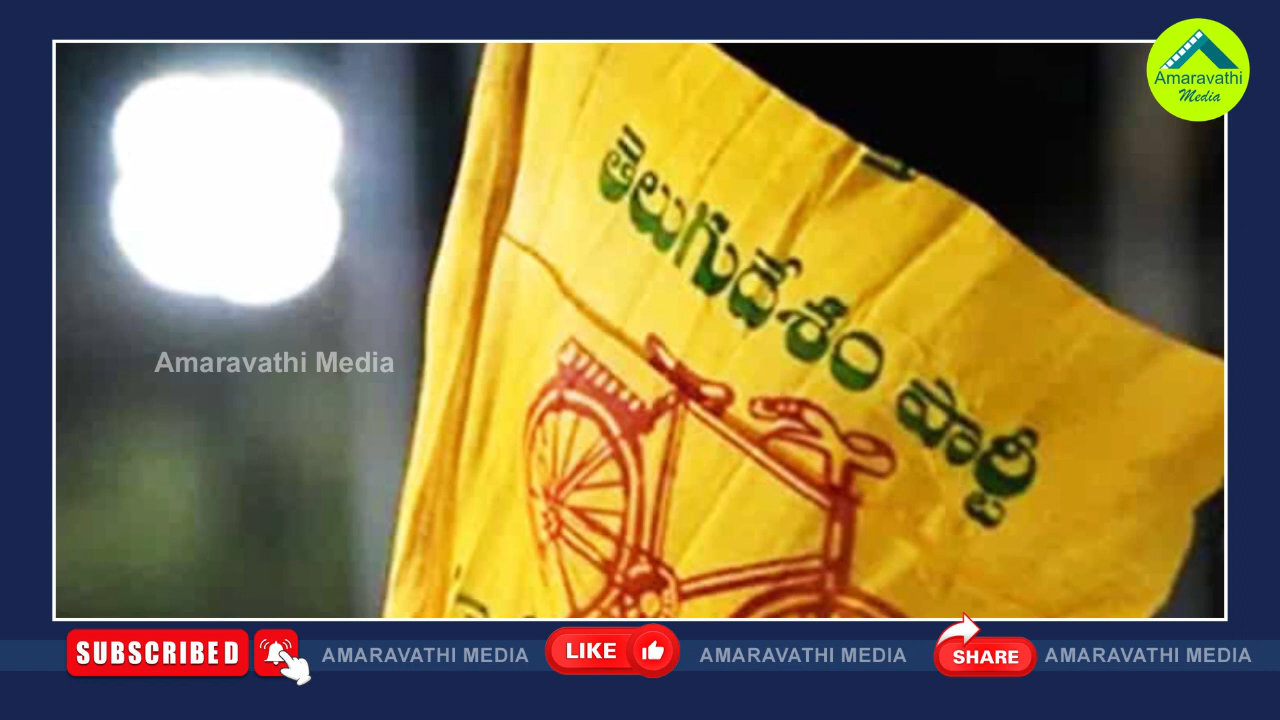 Amaravathi
Media
తెలుగుదేశం పార్టీ
Amaravathi Media
SUBSCRIBED
AMARAVATHI MEDIA
LIKE
AMARAVATHI MEDIA
SHARE
AMARAVATHI MEDIA